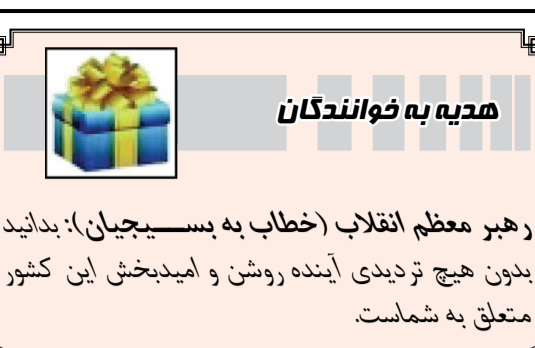 هدیه به خوانندگان
رهبر معظم انقلاب (خطاب به بســـیجیان): بدانید
بدون هیچ تردیدی آینده روشن و امیدبخش این کشور
متعلق به شماست.